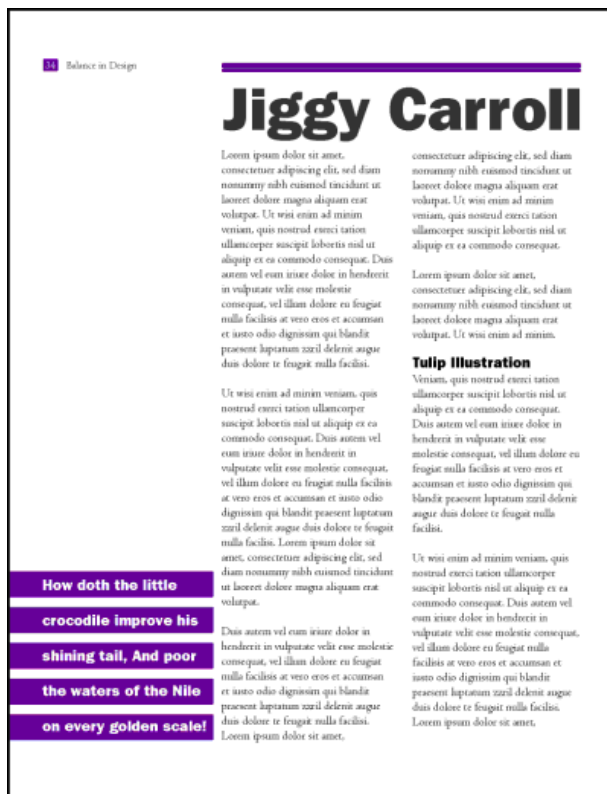 34 Balance in Design
Jiggy Carroll
Lorem ipsum dolor sit amet,
consectetuer adipiscing elit, sed diam
nonummy nibh euismod tincidunt ut
laoreet dolore magna aliquam erat
volutpat. Ut wisi enim ad minim
veniam, quis nostrud exerci tation
ullamcorper suscipit lobortis nisl ut
aliquip ex ea commodo consequat. Duis
autem vel eum iriure dolor in hendrerit
in vulputate velit esse molestie
consequat, vel illum dolore eu feugiat
nulla facilisis at vero eros et accumsan
et iusto odio dignissim qui blandit
praesent luptatum zzril delenit augue
duis dolore te feugait nulla facilisi.
Ut wisi enim ad minim veniam, quis
nostrud exerci tation ullamcorper
suscipit lobortis nisl ut aliquip ex ea
commodo consequat. Duis autem vel
eum iriure dolor in hendrerit in
vulputate velit esse molestie consequat,
vel illum dolore eu feugiat nulla facilisis
at vero eros et accumsan et iusto odio
dignissim qui blandit praesent luptatum
zzril delenit augue duis dolore te feugait
nulla facilisi. Lorem ipsum dolor sit
amet, consectetuer adipiscing elit, sed
diam nonummy nibh euismod tincidunt
ut laoreet dolore magna aliquam erat
volutpat.
Duis autem vel eum iriure dolor in
hendrerit in vulputate velit esse molestie
consequat, vel illum dolore eu feugiat
nulla facilisis at vero eros et accumsan
et iusto odio dignissim qui blandit
praesent luptatum zzril delenit augue
duis dolore te feugait nulla facilisi.
Lorem ipsum dolor sit amet,
consectetuer adipiscing elit, sed diam
nonummy nibh euismod tincidunt ut
laoreet dolore magna aliquam erat
volutpat. Ut wisi enim ad minim
veniam, quis nostrud exerci tation
ullamcorper suscipit lobortis nisl ut
aliquip ex ea commodo consequat.
Lorem ipsum dolor sit amet,
consectetuer adipiscing elit, sed diam
nonummy nibh euismod tincidunt ut
laoreet dolore magna aliquam erat
volutpat. Ut wisi enim ad minim.
Tulip Illustration
Veniam, quis nostrud exerci tation
ullamcorper suscipit lobortis nisl ut
aliquip ex ea commodo consequat.
Duis autem vel eum iriure dolor in
hendrerit in vulputate velit esse
molestie consequat, vel illum dolore eu
feugiat nulla facilisis at vero eros et
accumsan et iusto odio dignissim qui
blandit praesent luptatum zzril delenit
augue duis dolore te feugait nulla
facilisi.
Ut wisi enim ad minim veniam, quis
nostrud exerci tation ullamcorper
suscipit lobortis nisl ut aliquip ex ea
commodo consequat. Duis autem vel
eum iriure dolor in hendrerit in
vulputate velit esse molestie consequat,
vel illum dolore eu feugiat nulla
facilisis at vero eros et accumsan et
iusto odio dignissim qui blandit
praesent luptatum zzril delenit augue
duis dolore te feugait nulla facilisi.
Lorem ipsum dolor sit amet,
How doth the little
crocodile improve his
shining tail, And poor
the waters of the Nile
on every golden scale!